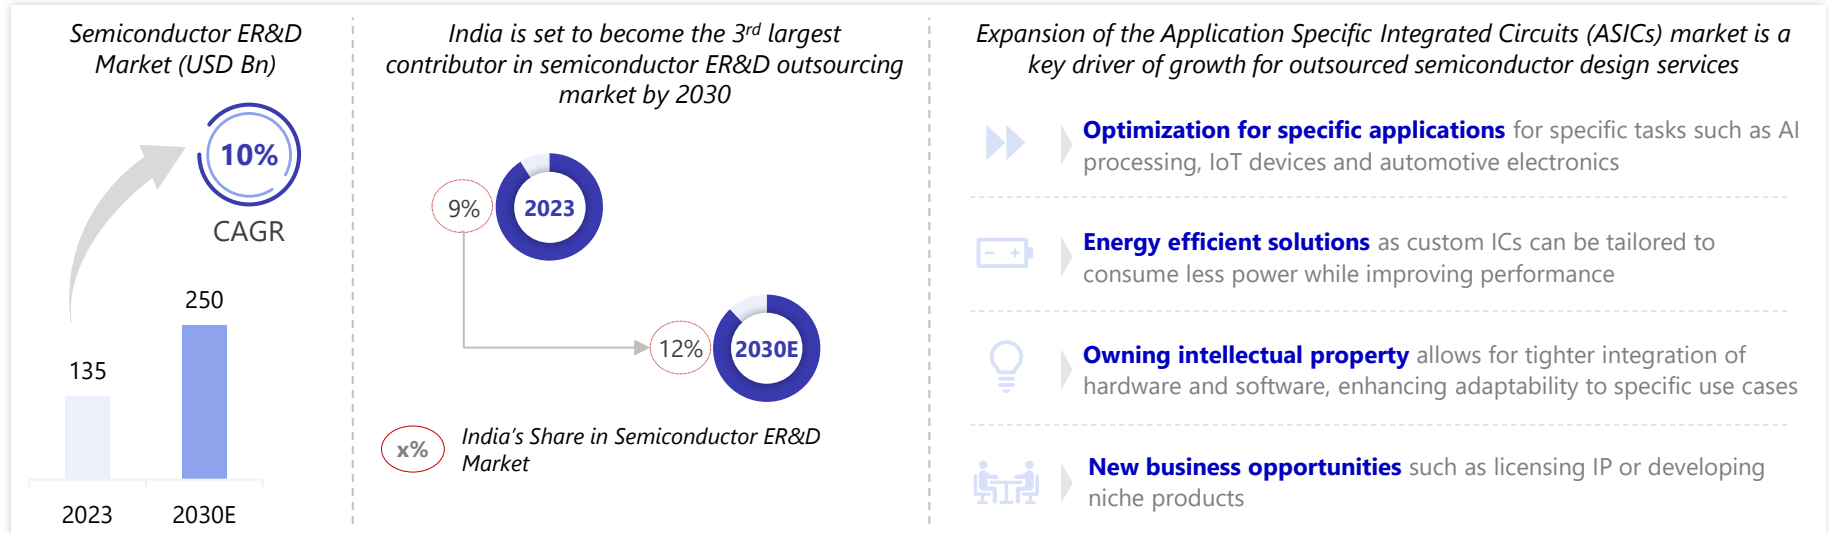 Semiconductor ER&D
Market (USD Bn)
10%
CAGR
250
135
2023
2030E
India is set to become the 3rd largest
contributor in semiconductor ER&D outsourcing
market by 2030
9%
2023
12%
2030E
x%
India's Share in Semiconductor ER&D
Market
Expansion of the Application Specific Integrated Circuits (ASICs) market is a
key driver of growth for outsourced semiconductor design services
Optimization for specific applications for specific tasks such as AI
processing, IoT devices and automotive electronics
Energy efficient solutions as custom ICs can be tailored to
consume less power while improving performance
Owning intellectual property allows for tighter integration of
hardware and software, enhancing adaptability to specific use cases
New business opportunities such as licensing IP or developing
niche products